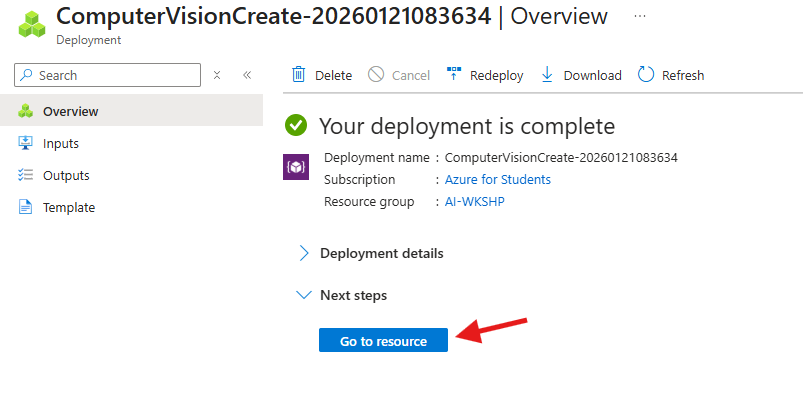 ComputerVisionCreate-20260121083634 | Overview ...
Deployment
Search
Delete Cancel Redeploy Download Refresh
Overview
Inputs
Outputs
Template
Your deployment is complete
Deployment name : ComputerVisionCreate-20260121083634
Subscription : Azure for Students
Resource group : AI-WKSHP
Deployment details
Next steps
Go to resource